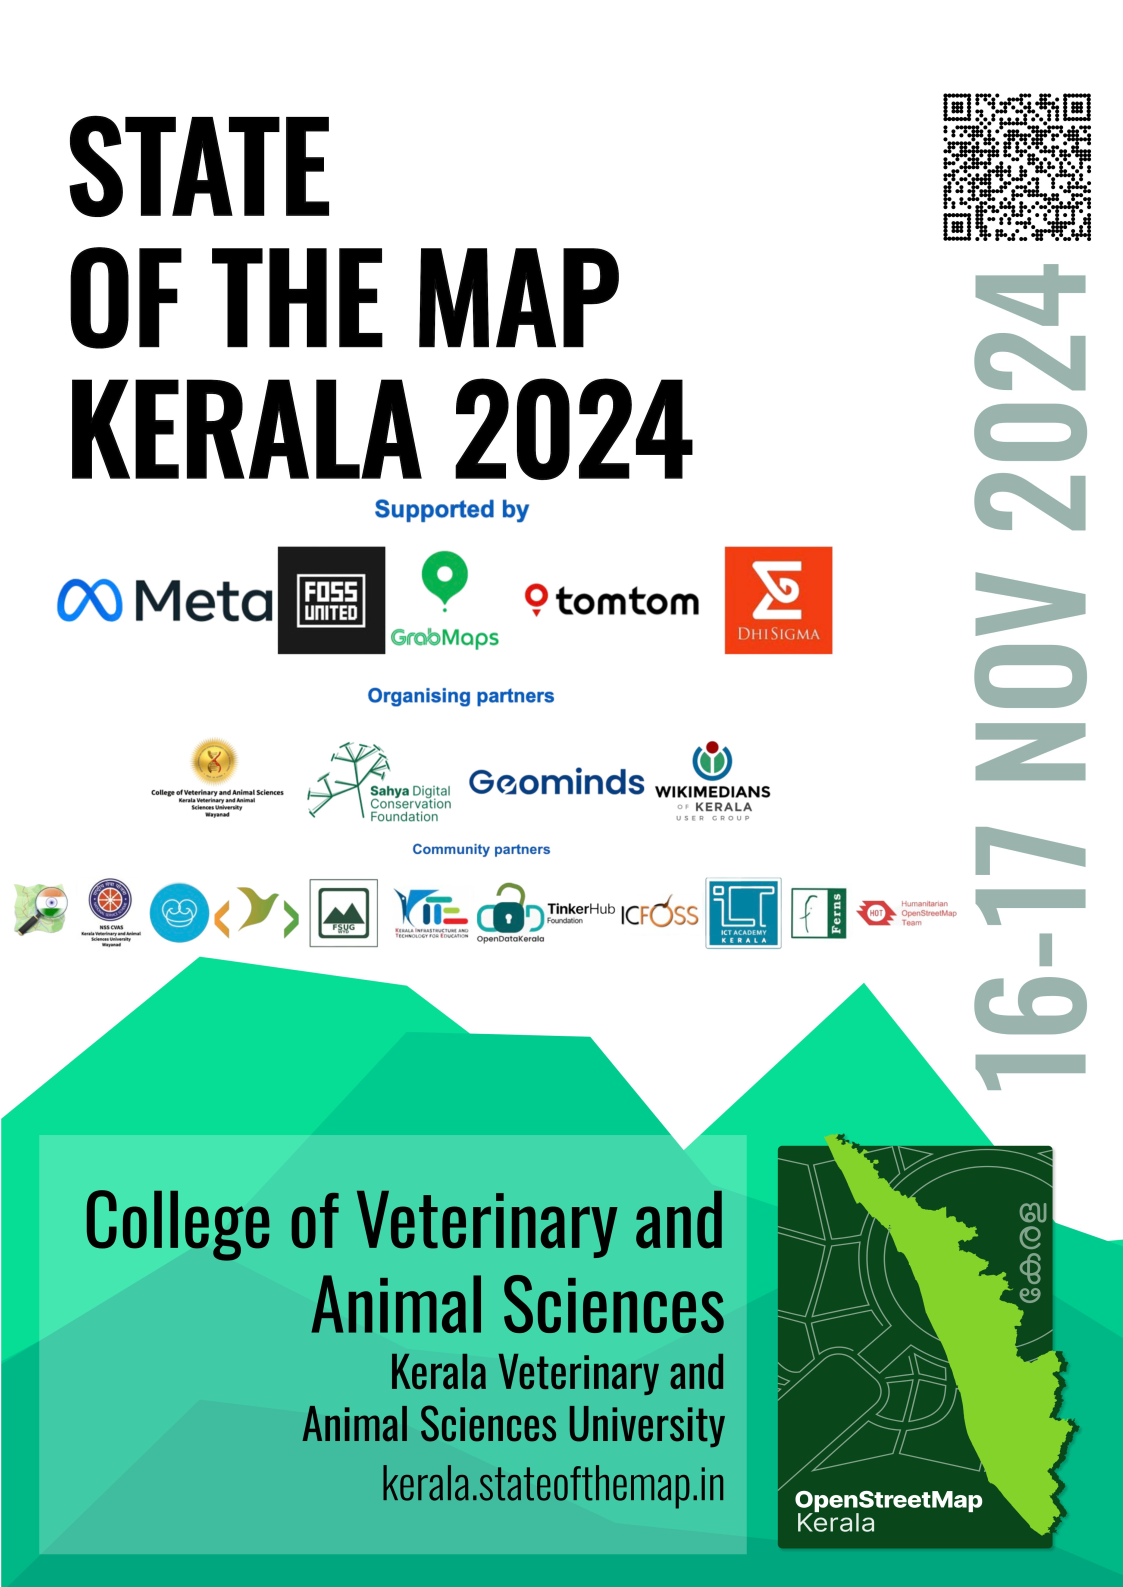 STATE
OF THE MAP
KERALA 2024
16-17 NOV 2024
Supported by
Meta
FOSS
UNITED
GrabMaps
tomtom
DHISIGMA
Organising partners
College of Veterinary and Animal Sciences
Kerala Veterinary and Animal
Sciences University
Wayanad
Sahya Digital
Conservation
Foundation
Geominds
WIKIMEDIANS
OF KERALA
USER GROUP
Community partners
NSS CVAS
Kerala Veterinary and Animal
Sciences University
Wayanad
FSUG
KITE
KERALA INFRASTRUCTURE AND
TECHNOLOGY FOR EDUCATION
OpenDataKerala
TinkerHub
Foundation
ICFOSS
ICT
ICT ACADEMY
KERALA
f
Ferns
HOT
Humanitarian
OpenStreetMap
Team
College of Veterinary and
Animal Sciences
Kerala Veterinary and
Animal Sciences University
kerala.stateofthemap.in
കേരള
OpenStreetMap
Kerala